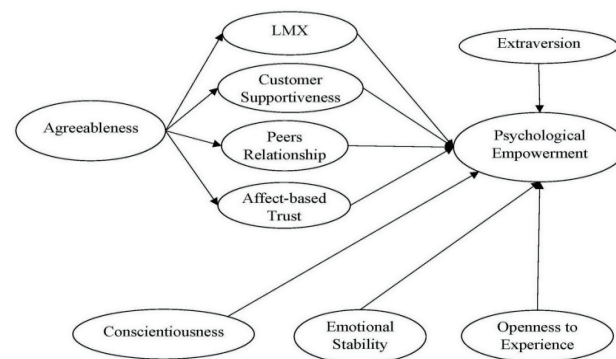 LMX
Extraversion
Customer
Supportiveness
Agreeableness
Psychological
Empowerment
Peers
Relationship
Affect-based
Trust
Conscientiousness
Emotional
Stability
Openness to
Experience